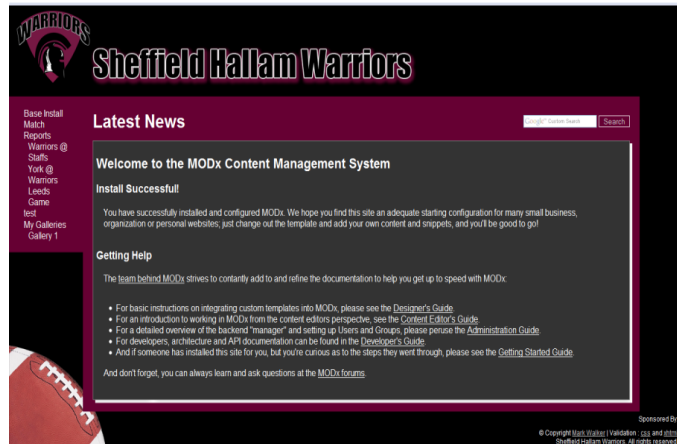 WARRIORS
Sheffield Hallam Warriors
Base Install
Match
Reports
Warriors @
Staffs
York @
Warriors
Leeds
Game
test
My Galleries
Gallery 1
Latest News
Google™ Custom Search
Search
Welcome to the MODx Content Management System
Install Successful!
You have successfully installed and configured MODx. We hope you find this site an adequate starting configuration for many small business,
organization or personal websites; just change out the template and add your own content and snippets, and you'll be good to go!
Getting Help
The team behind MODx strives to contantly add to and refine the documentation to help you get up to speed with MODx:
• For basic instructions on integrating custom templates into MODx, please see the Designer's Guide.
• For an introduction to working in MODx from the content editors perspective, see the Content Editor's Guide.
• For a detailed overview of the backend "manager" and setting up Users and Groups, please peruse the Administration Guide.
• For developers, architecture and API documentation can be found in the Developer's Guide.
• And if someone has installed this site for you, but you're curious as to the steps they went through, please see the Getting Started Guide.
And don't forget, you can always learn and ask questions at the MODx forums.
Sponsored By
© Copyright Mark Walker | Validation : css and xhtm
Sheffield Hallam Warriors. All rights reserved